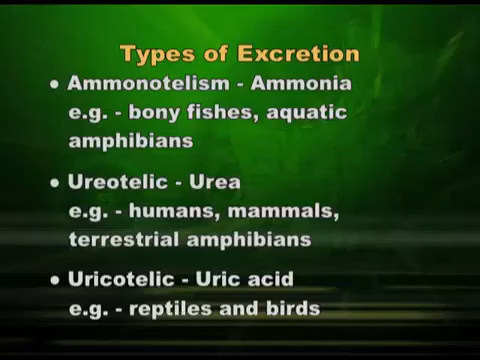 Types of Excretion
● Ammonotelism - Ammonia
e.g. - bony fishes, aquatic
amphibians
● Ureotelic - Urea
e.g. - humans, mammals,
terrestrial amphibians
● Uricotelic - Uric acid
e.g. - reptiles and birds